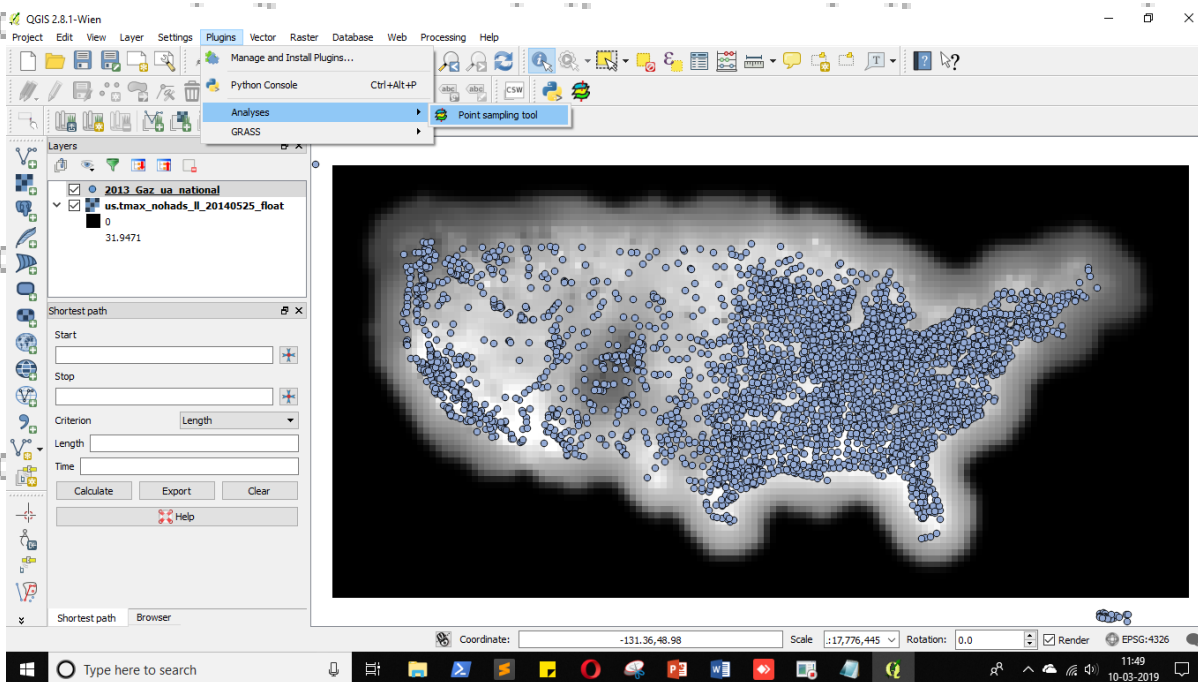 QGIS 2.8.1-Wien
Project Edit View Layer Settings Plugins Vector Raster Database Web Processing Help
Manage and Install Plugins...
Python Console Ctrl+Alt+P
Analyses
Point sampling tool
GRASS
abc abc CSW
Layers
2013_Gaz_ua_national
us.tmax_nohads_ll_20140525_float
0
31.9471
Shortest path
Start
Stop
Criterion Length
Length
Time
Calculate Export Clear
Help
Shortest path Browser
Coordinate: -131.36,48.98 Scale .:17,776,445 Rotation: 0.0 Render EPSG:4326
Type here to search
11:49
10-03-2019